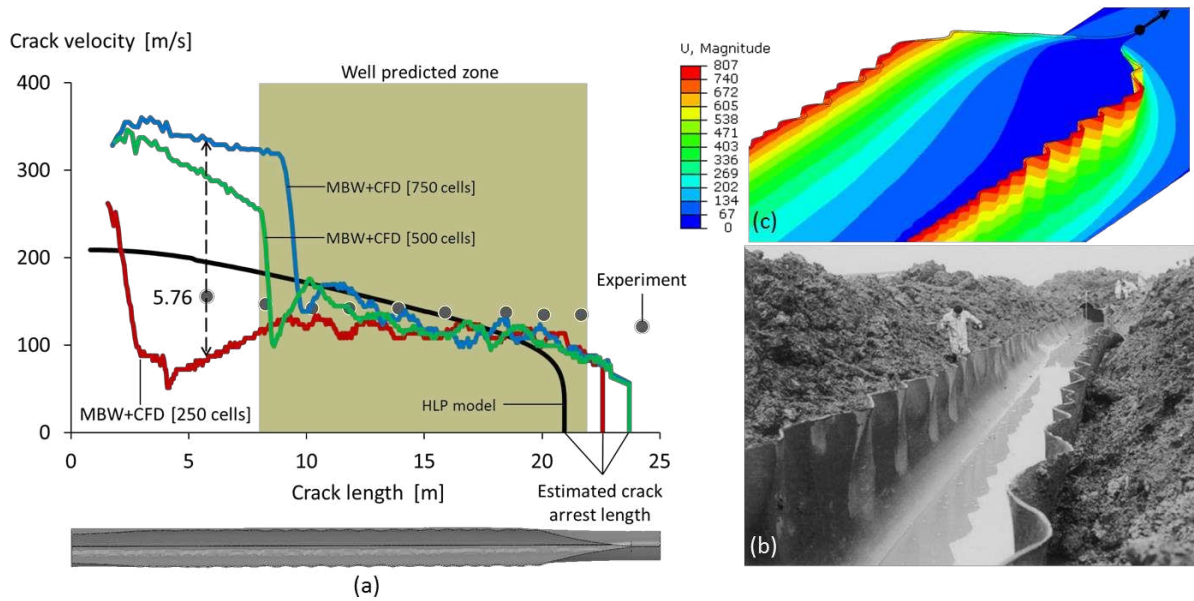 Crack velocity [m/s]
400
300
200
100
0
0
5
10
15
20
25
Crack length [m]
Well predicted zone
MBW+CFD [750 cells]
MBW+CFD [500 cells]
Experiment
5.76
MBW+CFD [250 cells]
HLP model
Estimated crack
arrest length
(a)
U, Magnitude
807
740
672
605
538
471
403
336
269
202
134
67
0
(c)
(b)